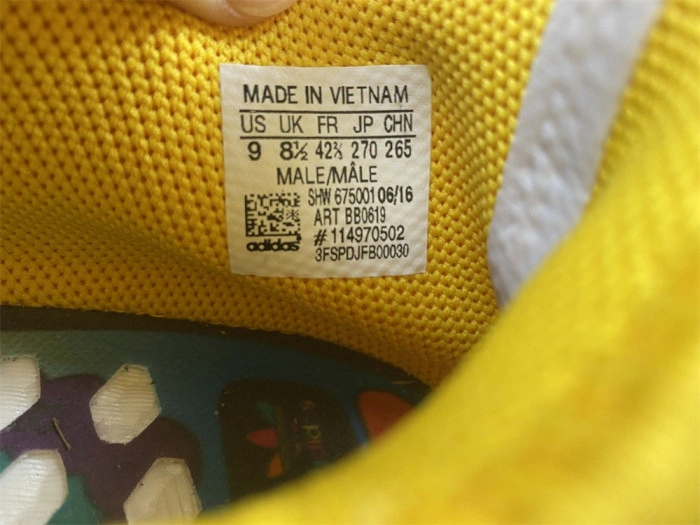 MADE IN VIETNAM
US UK FR JP CHN
9 8½ 42⅔ 270 265
MALE/MÂLE
SHW 675001 06/16
ART BB0619
# 114970502
adidas 3FSPDJFB00030